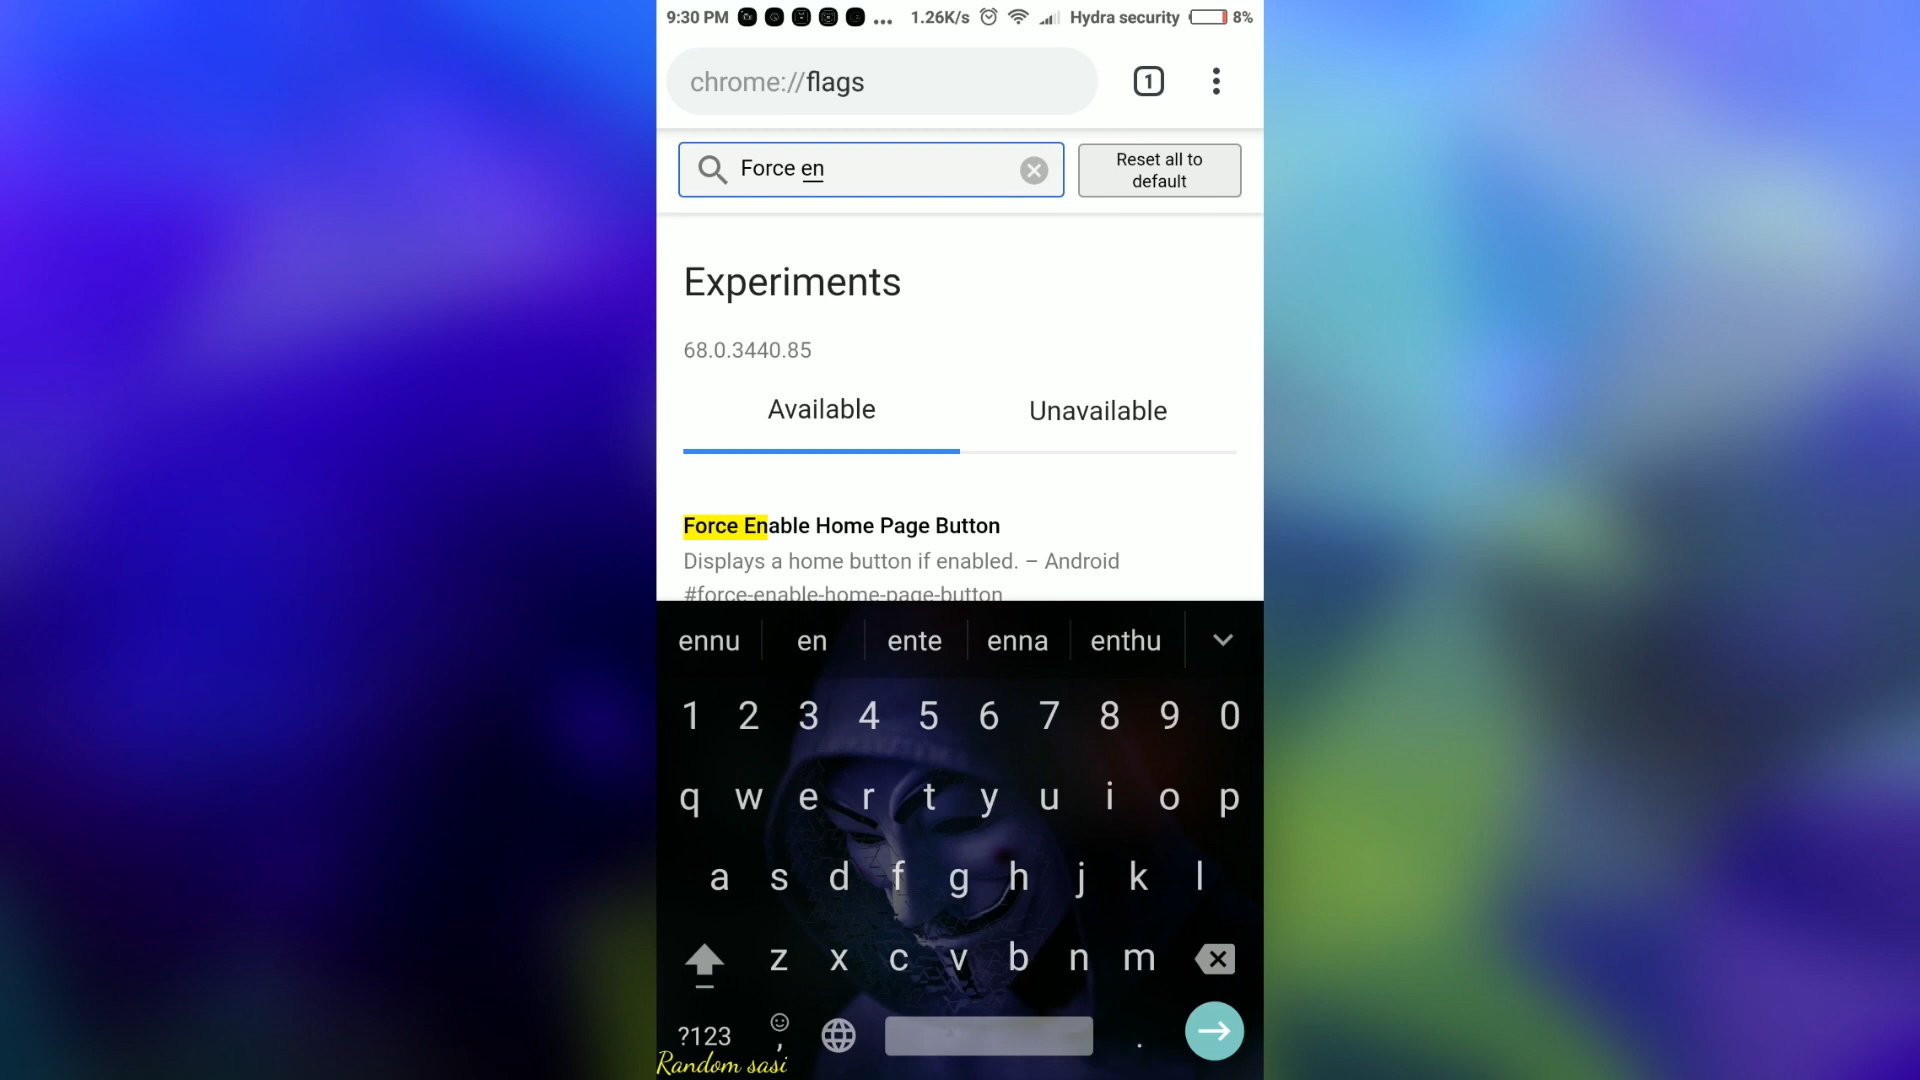 9:30 PM ... 1.26K/s Hydra security 8%
chrome://flags 1
Force en
Reset all to
default
Experiments
68.0.3440.85
Available Unavailable
Force Enable Home Page Button
Displays a home button if enabled. – Android
#force-enable-home-page-button
ennu en ente enna enthu
1 2 3 4 5 6 7 8 9 0
q w e r t y u i o p
a s d f g h j k l
z x c v b n m
?123 , .
Random sasi